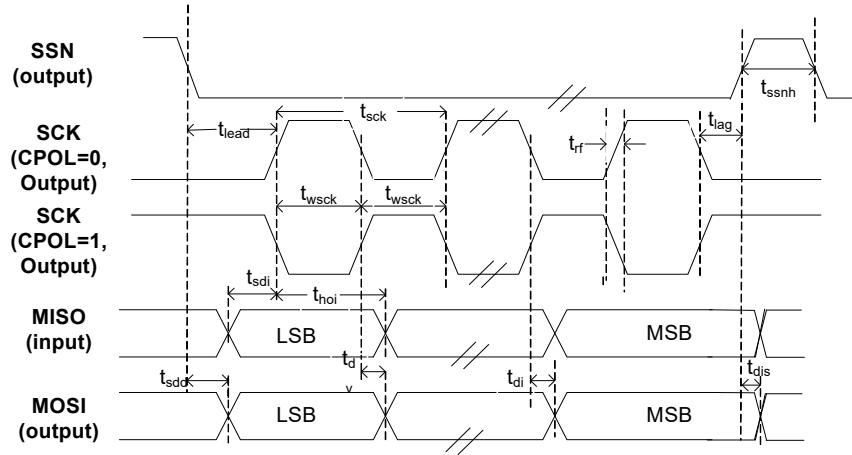 SSN
(output)
t_ssnh
t_sck
t_lead
t_lag
SCK
(CPOL=0,
Output)
t_rf
t_wsck t_wsck
SCK
(CPOL=1,
Output)
t_sdi t_hoi
MISO
(input)
LSB MSB
t_sdd t_d
v
t_di t_dis
MOSI
(output)
LSB MSB